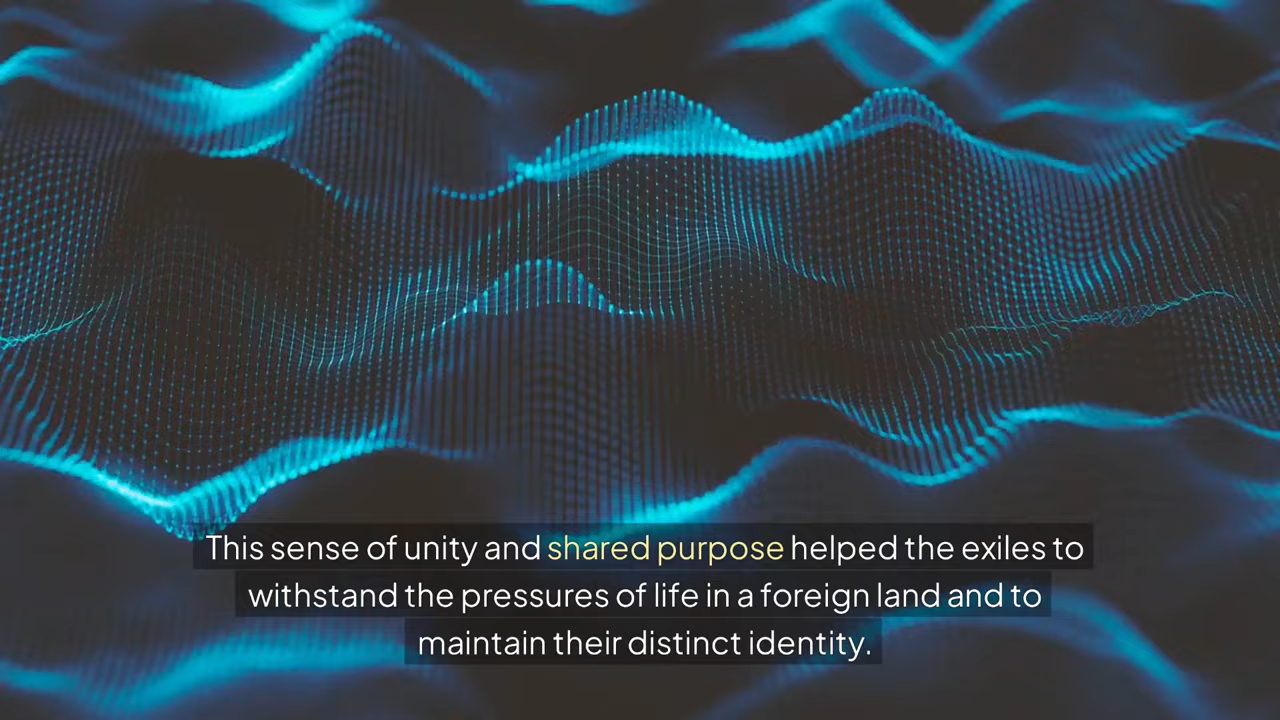 This sense of unity and shared purpose helped the exiles to
withstand the pressures of life in a foreign land and to
maintain their distinct identity.